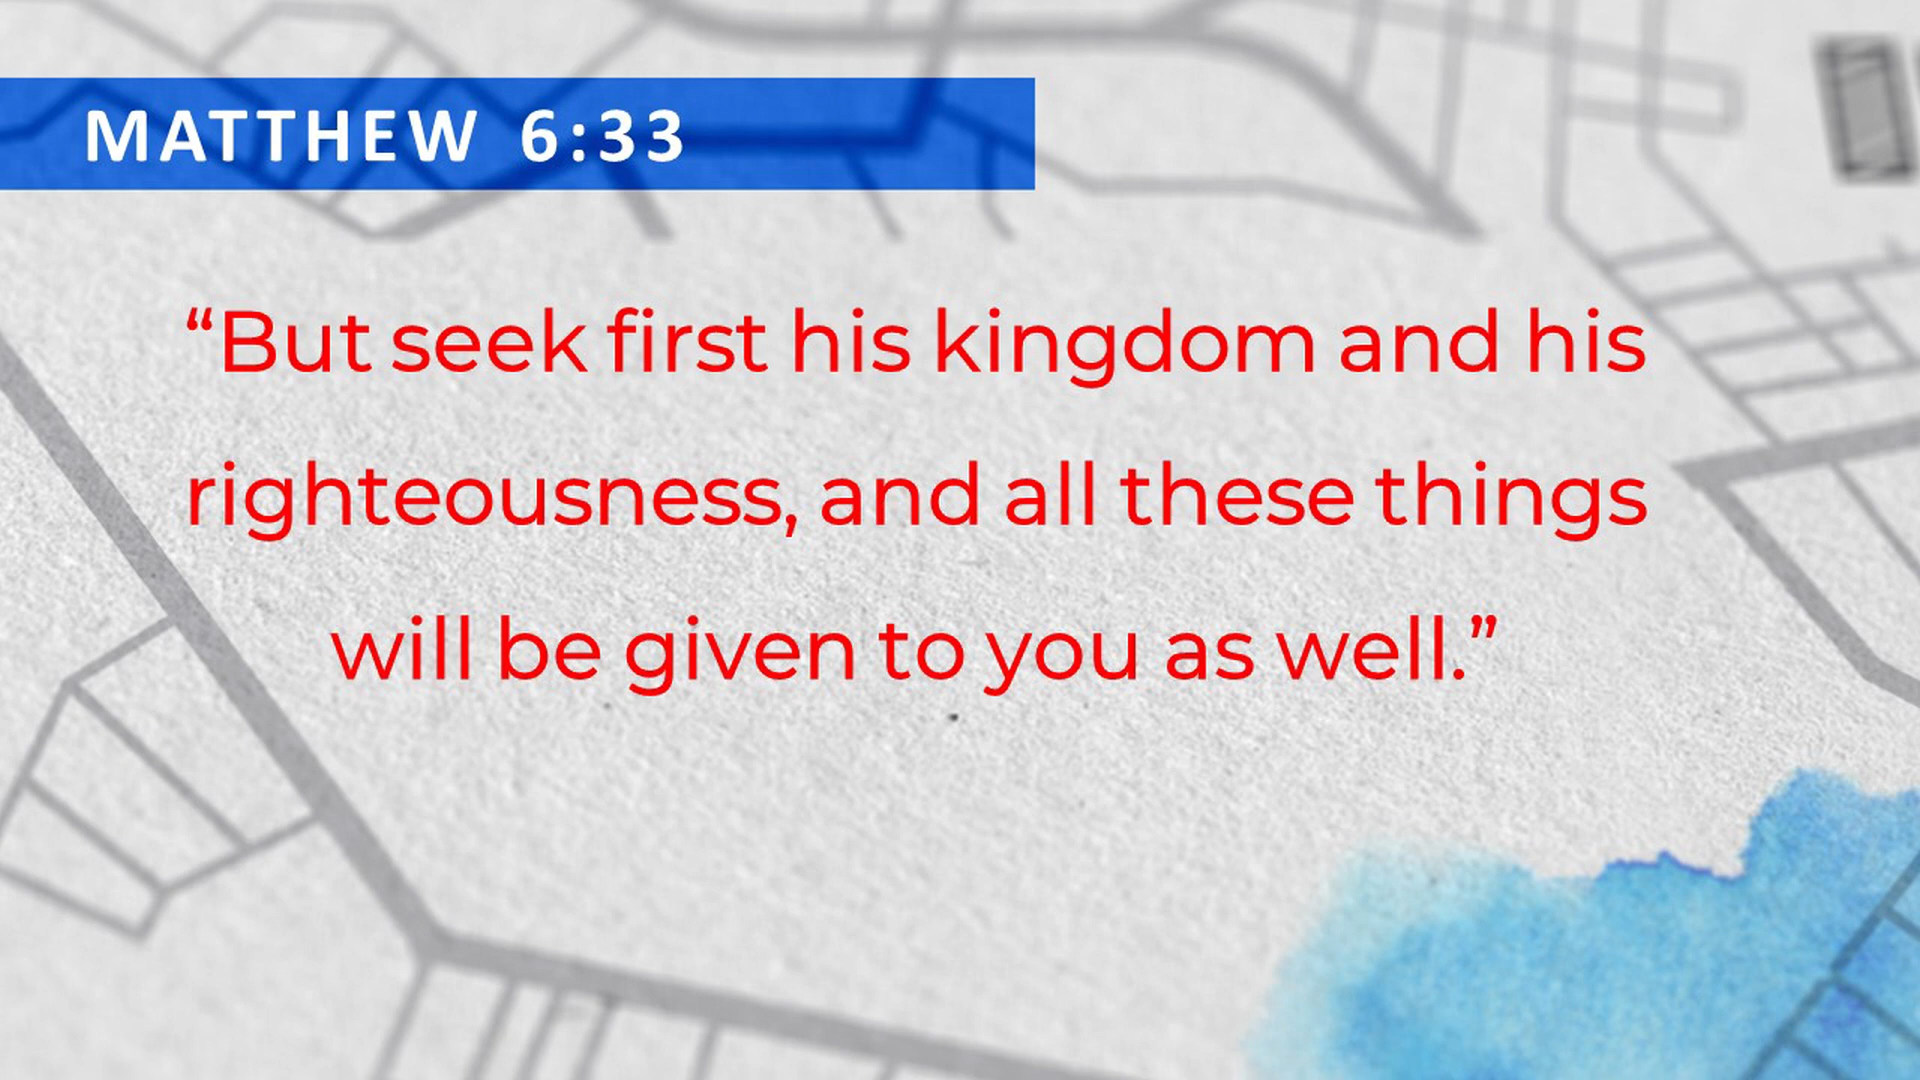 MATTHEW 6:33
“But seek first his kingdom and his
righteousness, and all these things
will be given to you as well.”